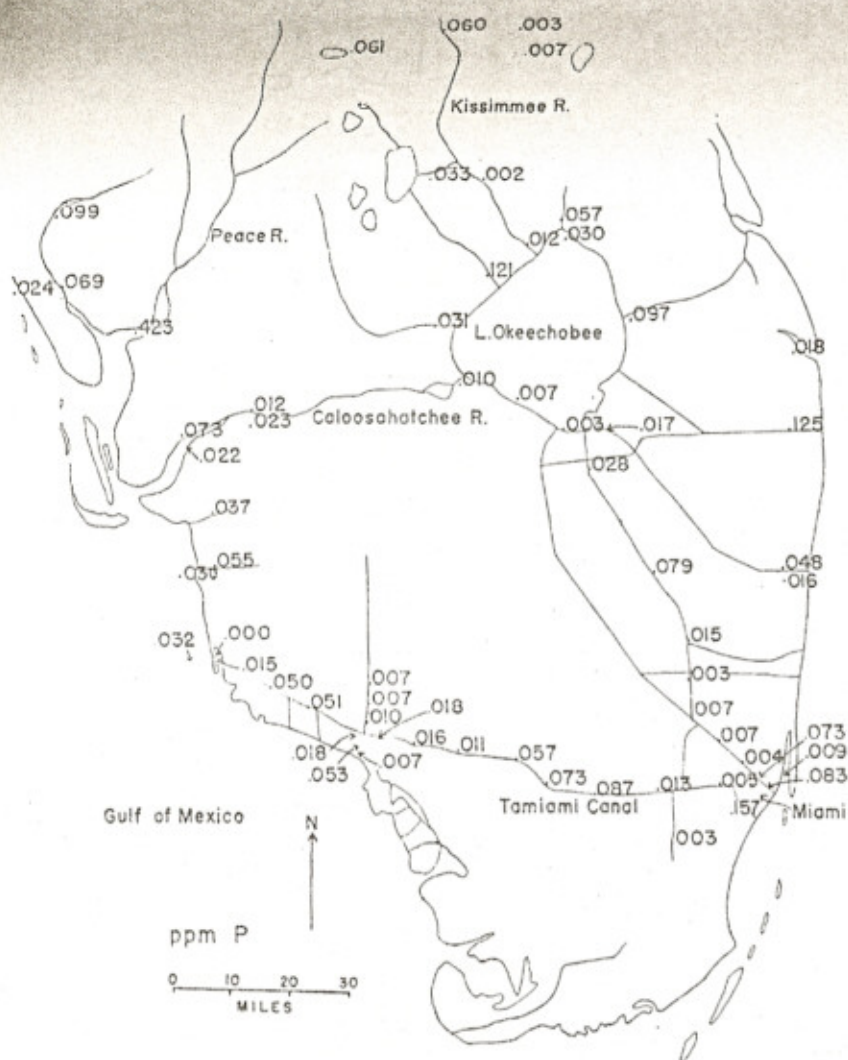 .060 .003
.061 .007
Kissimmee R.
.033 .002
.099 .057
Peace R. .012 .030
.024 .069 .121
.423 .031 L. Okeechobee .097
.018
.010 .007
.012
.023 Caloosahatchee R. .003 .017 .125
.073
.022 .028
.037
.055 .079 .048
.030 .016
.032 .000 .015
.015
.050 .007 .003
.051 .007
.010 .018 .007
.018 .016 .011 .057 .007 .073
.053 .007 .004 .009
.073 .087 .013 .083
Tamiami Canal .157 Miami
Gulf of Mexico
N .003
ppm P
0 10 20 30
MILES